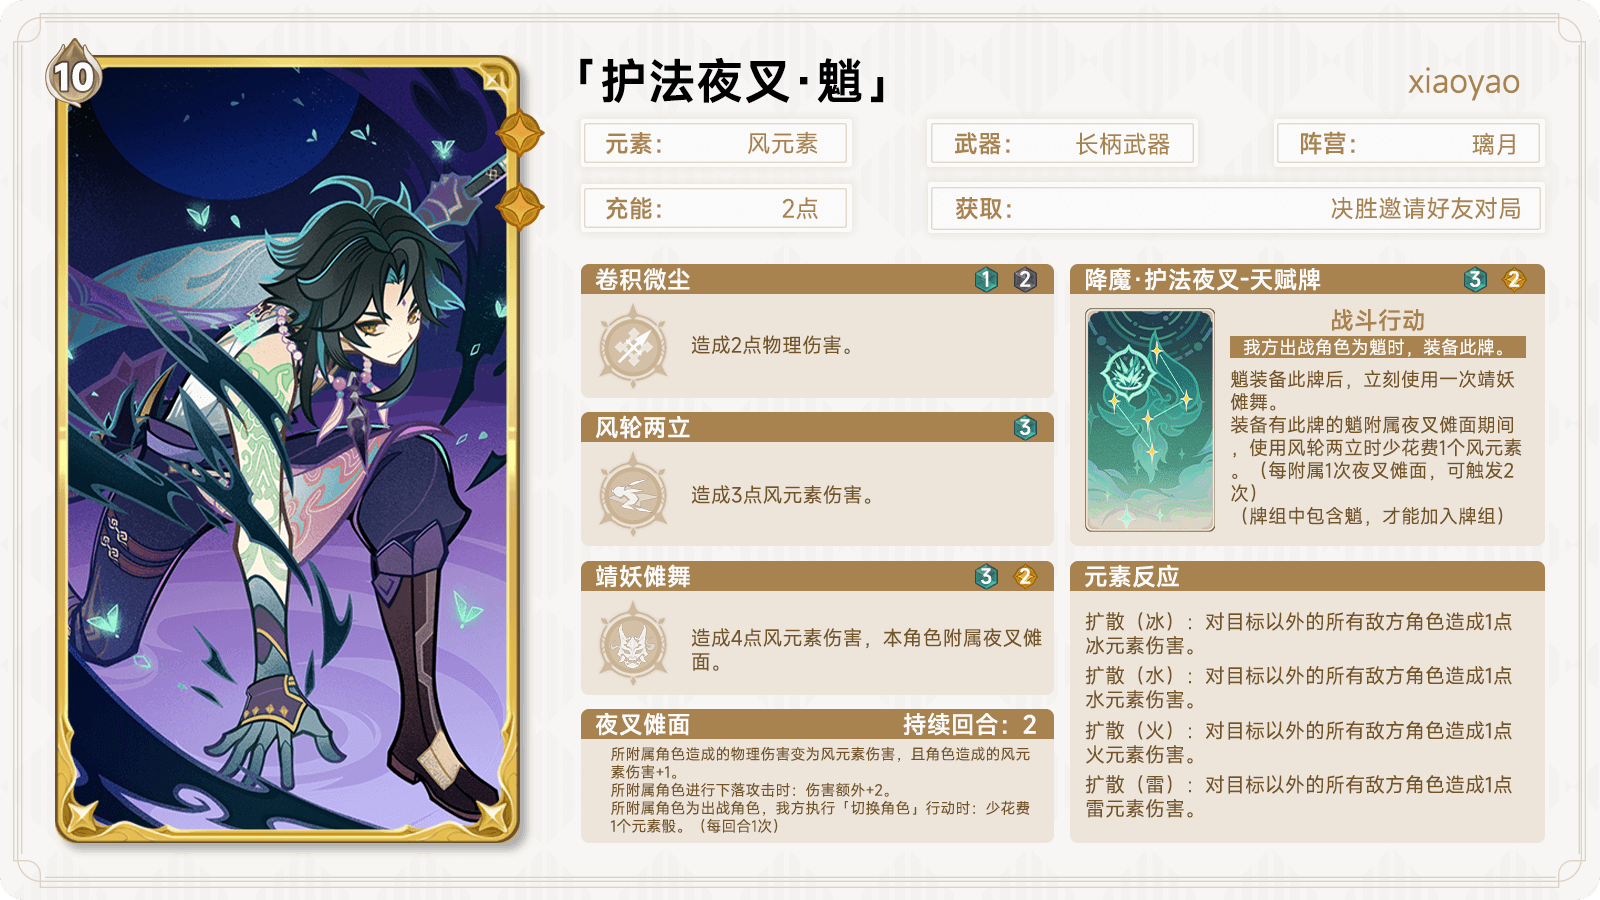 10
「护法夜叉·魈」
xiaoyao
元素： 风元素
武器： 长柄武器
阵营： 璃月
充能： 2点
获取： 决胜邀请好友对局
卷积微尘 1 2
造成2点物理伤害。
风轮两立 3
造成3点风元素伤害。
靖妖傩舞 3 2
造成4点风元素伤害，本角色附属夜叉傩
面。
夜叉傩面 持续回合：2
所附属角色造成的物理伤害变为风元素伤害，且角色造成的风元
素伤害+1。
所附属角色进行下落攻击时：伤害额外+2。
所附属角色为出战角色，我方执行「切换角色」行动时：少花费
1个元素骰。（每回合1次）
降魔·护法夜叉-天赋牌 3 2
战斗行动
我方出战角色为魈时，装备此牌。
魈装备此牌后，立刻使用一次靖妖
傩舞。
装备有此牌的魈附属夜叉傩面期间
，使用风轮两立时少花费1个风元素
。（每附属1次夜叉傩面，可触发2
次）
（牌组中包含魈，才能加入牌组）
元素反应
扩散（冰）：对目标以外的所有敌方角色造成1点
冰元素伤害。
扩散（水）：对目标以外的所有敌方角色造成1点
水元素伤害。
扩散（火）：对目标以外的所有敌方角色造成1点
火元素伤害。
扩散（雷）：对目标以外的所有敌方角色造成1点
雷元素伤害。